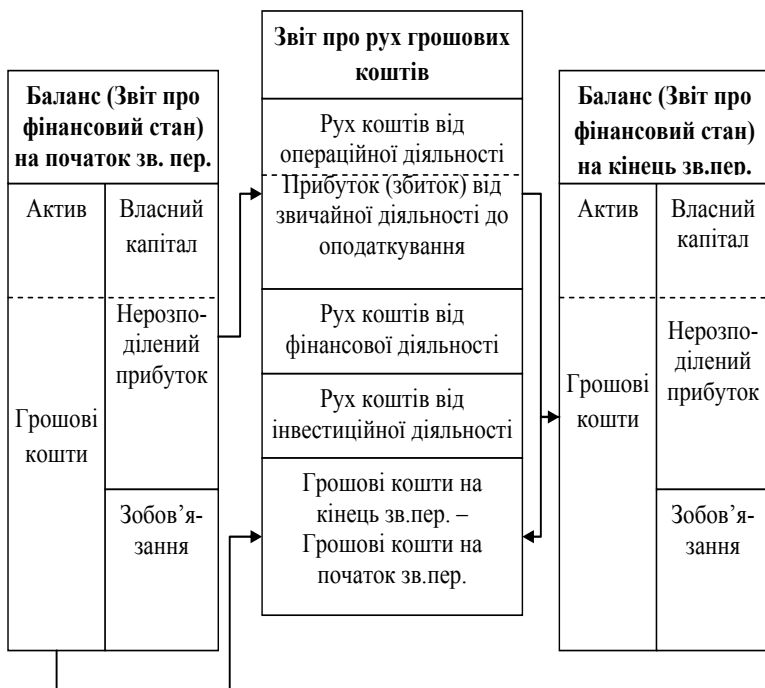 Баланс (Звіт про
фінансовий стан)
на початок зв. пер.
Актив
Власний
капітал
Нерозпо-
ділений
прибуток
Грошові
кошти
Зобов’я-
зання
Звіт про рух грошових
коштів
Рух коштів від
операційної діяльності
Прибуток (збиток) від
звичайної діяльності до
оподаткування
Рух коштів від
фінансової діяльності
Рух коштів від
інвестиційної діяльності
Грошові кошти на
кінець зв.пер. –
Грошові кошти на
початок зв.пер.
Баланс (Звіт про
фінансовий стан)
на кінець зв.пер.
Актив
Власний
капітал
Нерозпо-
ділений
прибуток
Грошові
кошти
Зобов’я-
зання